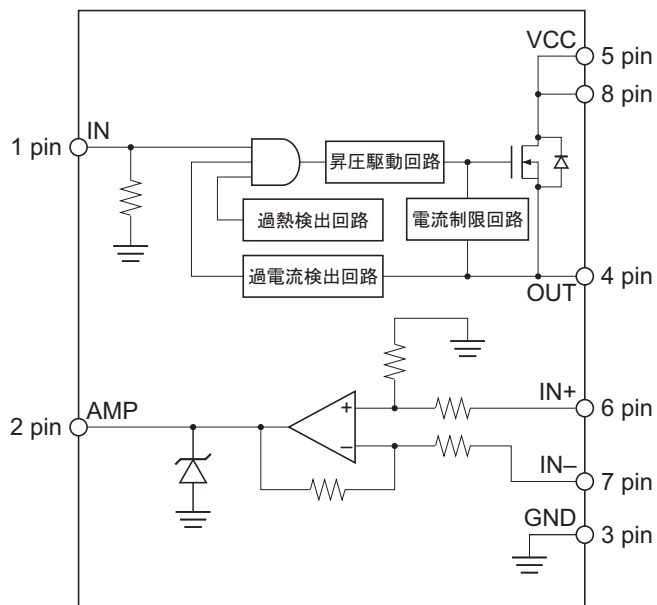 VCC
5 pin
8 pin
IN
1 pin
昇圧駆動回路
過熱検出回路
電流制限回路
過電流検出回路
OUT
4 pin
AMP
2 pin
+
−
IN+
6 pin
IN–
7 pin
GND
3 pin